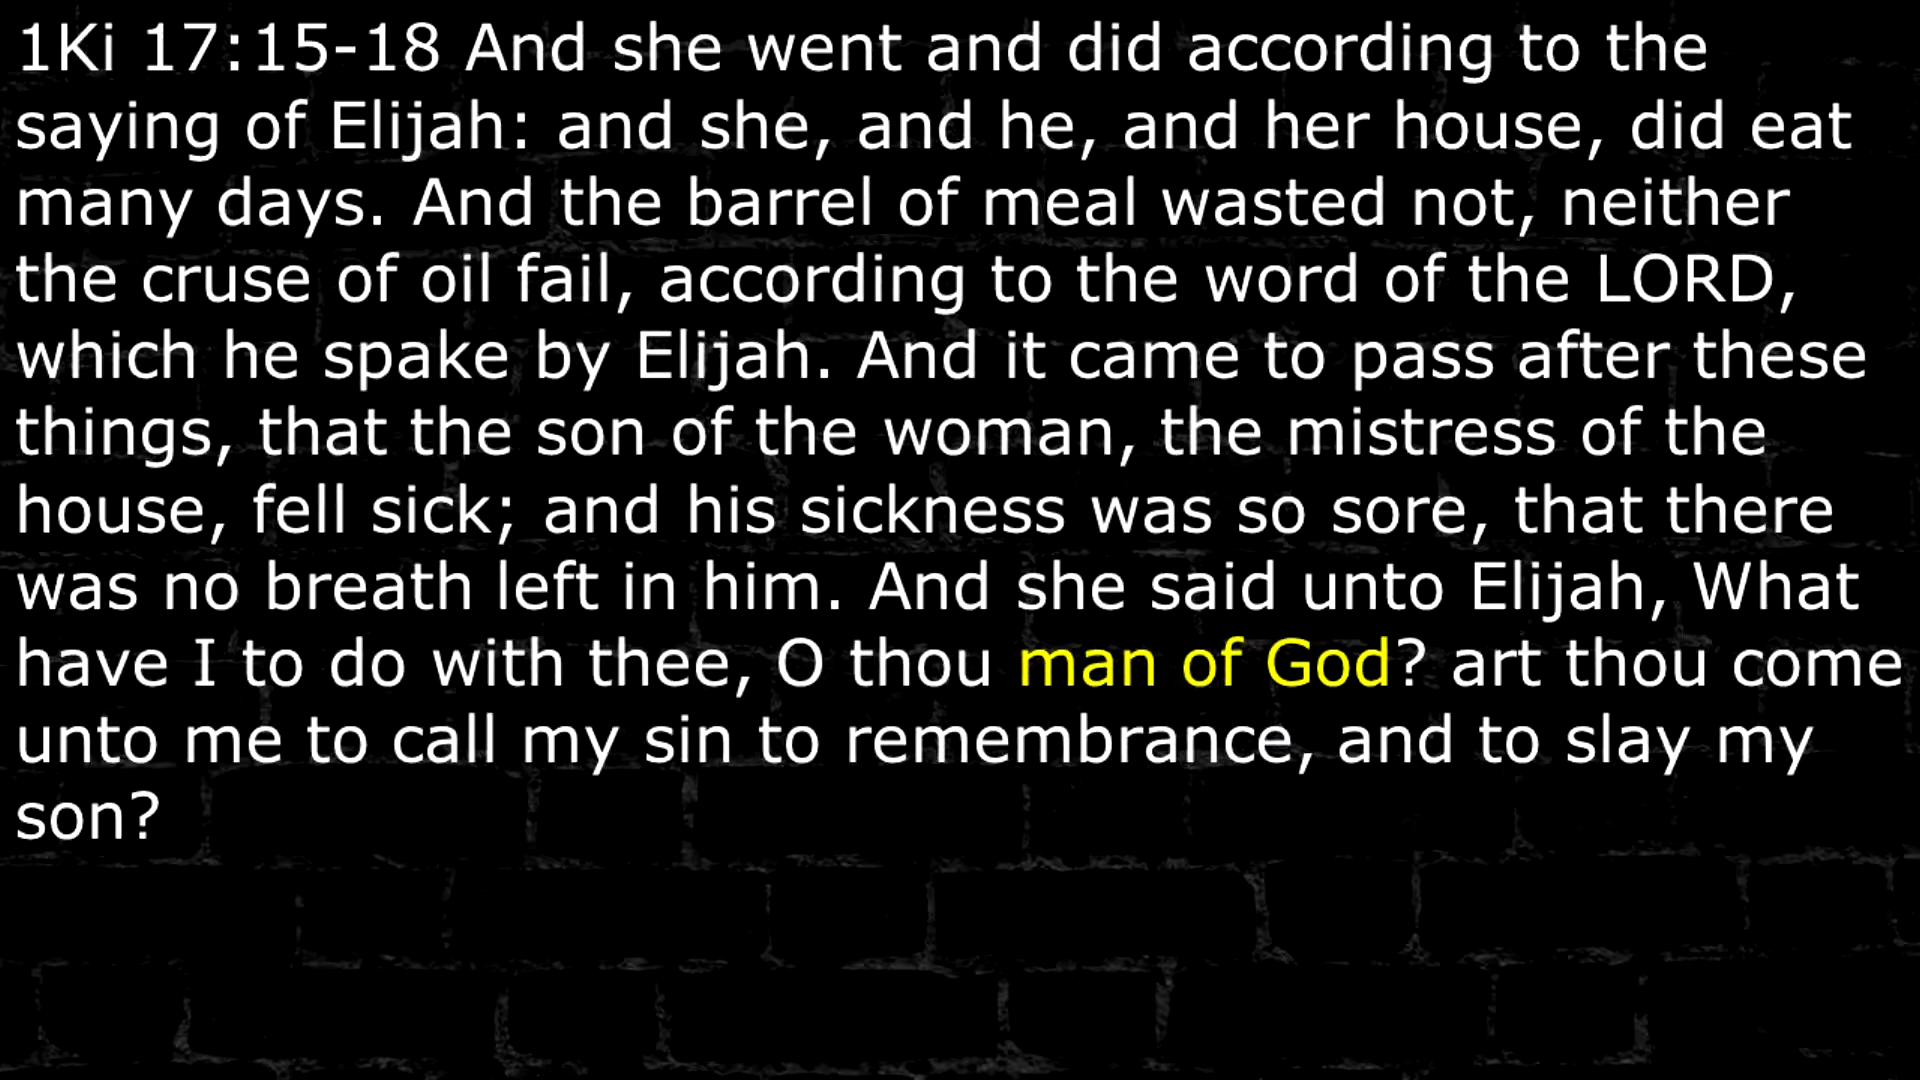 1Ki 17:15-18 And she went and did according to the
saying of Elijah: and she, and he, and her house, did eat
many days. And the barrel of meal wasted not, neither
the cruse of oil fail, according to the word of the LORD,
which he spake by Elijah. And it came to pass after these
things, that the son of the woman, the mistress of the
house, fell sick; and his sickness was so sore, that there
was no breath left in him. And she said unto Elijah, What
have I to do with thee, O thou man of God? art thou come
unto me to call my sin to remembrance, and to slay my
son?